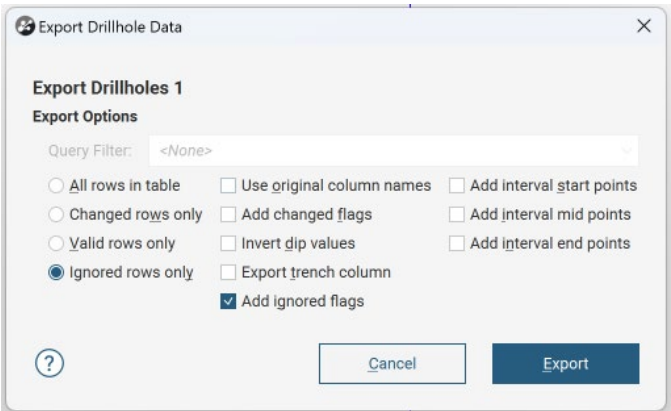 Export Drillhole Data
Export Drillholes 1
Export Options
Query Filter: <None>
All rows in table
Use original column names
Add interval start points
Changed rows only
Add changed flags
Add interval mid points
Valid rows only
Invert dip values
Add interval end points
Ignored rows only
Export trench column
Add ignored flags
?
Cancel
Export